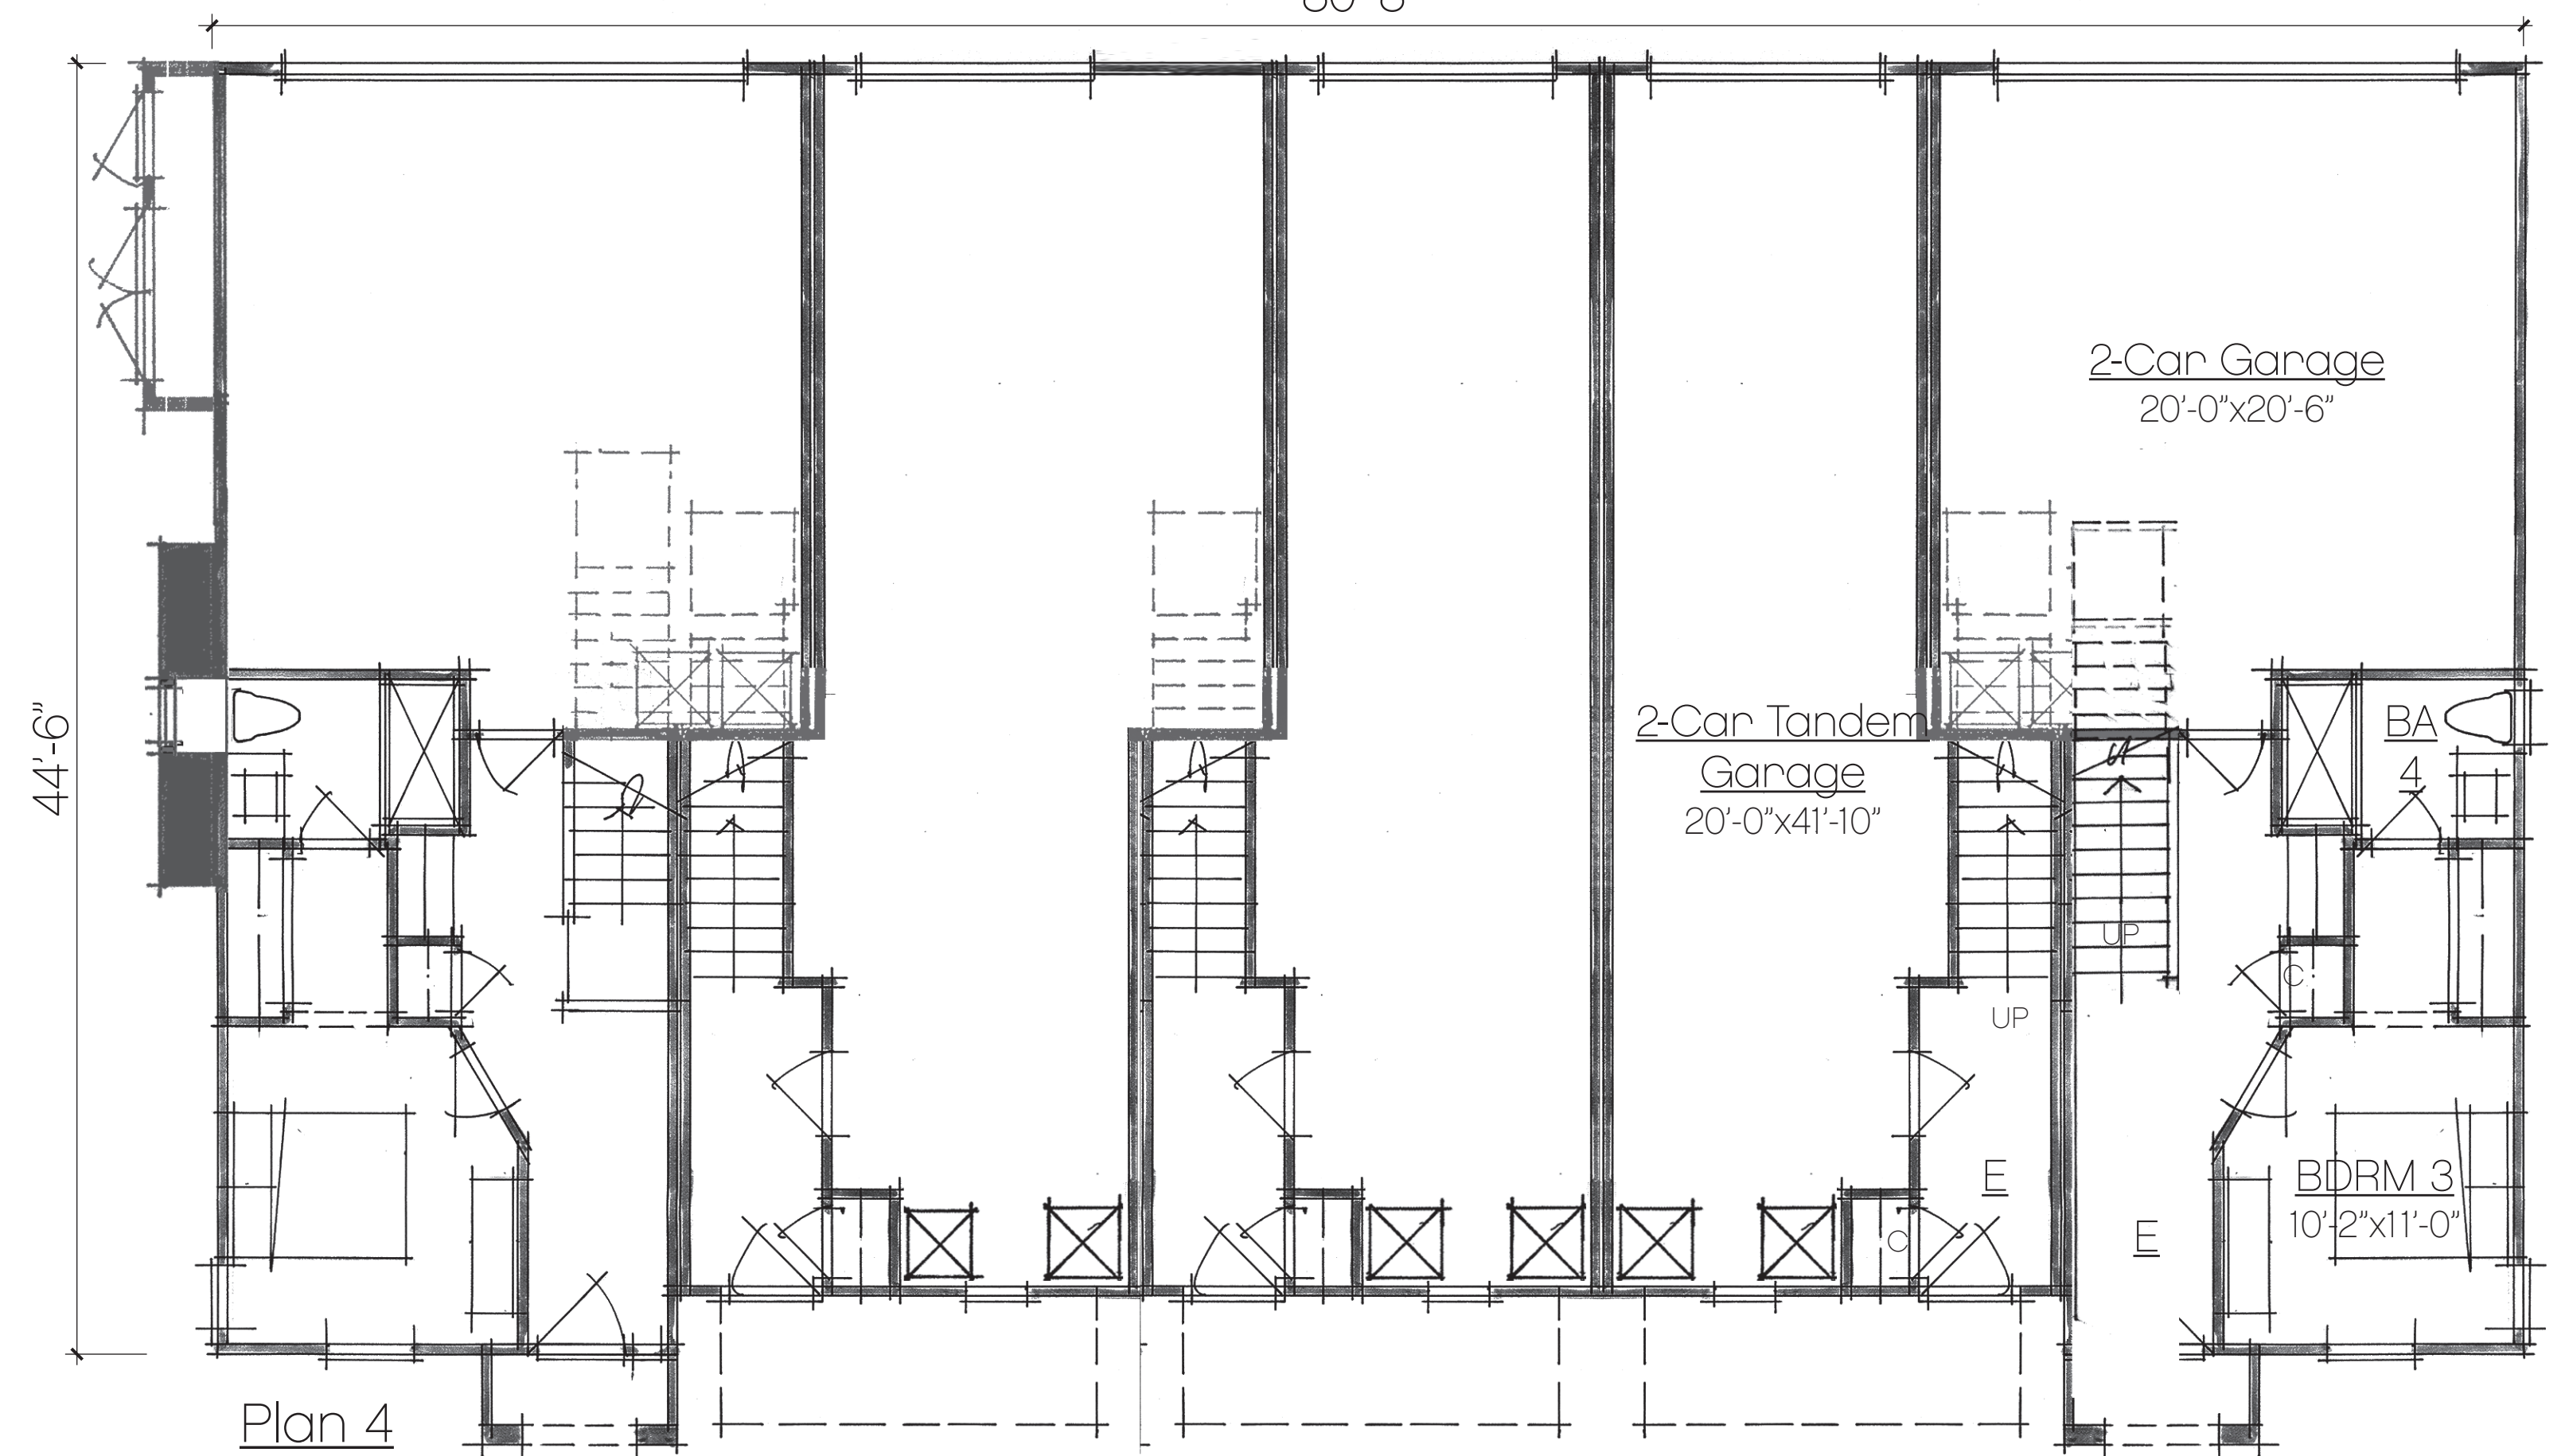 44'-6"
2-Car Garage
20'-0"x20'-6"
2-Car Tandem
Garage
20'-0"x41'-10"
BA
4
UP
C
UP
E
BDRM 3
10'-2"x11'-0"
E
C
Plan 4